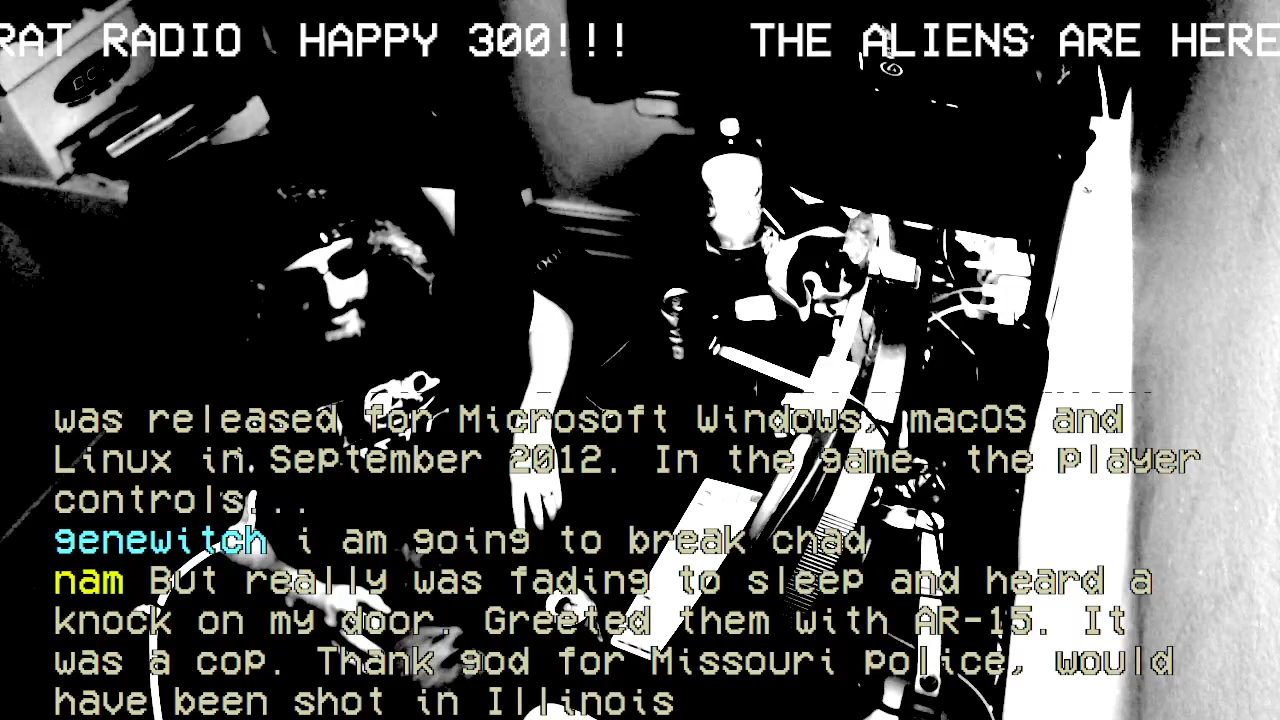 RAT RADIO HAPPY 300!!! THE ALIENS ARE HERE
was released for Microsoft Windows, macOS and
Linux in September 2012. In the game, the player
controls...
genewitch i am going to break chad
nam But really was fading to sleep and heard a
knock on my door. Greeted them with AR-15. It
was a cop. Thank god for Missouri police, would
have been shot in Illinois